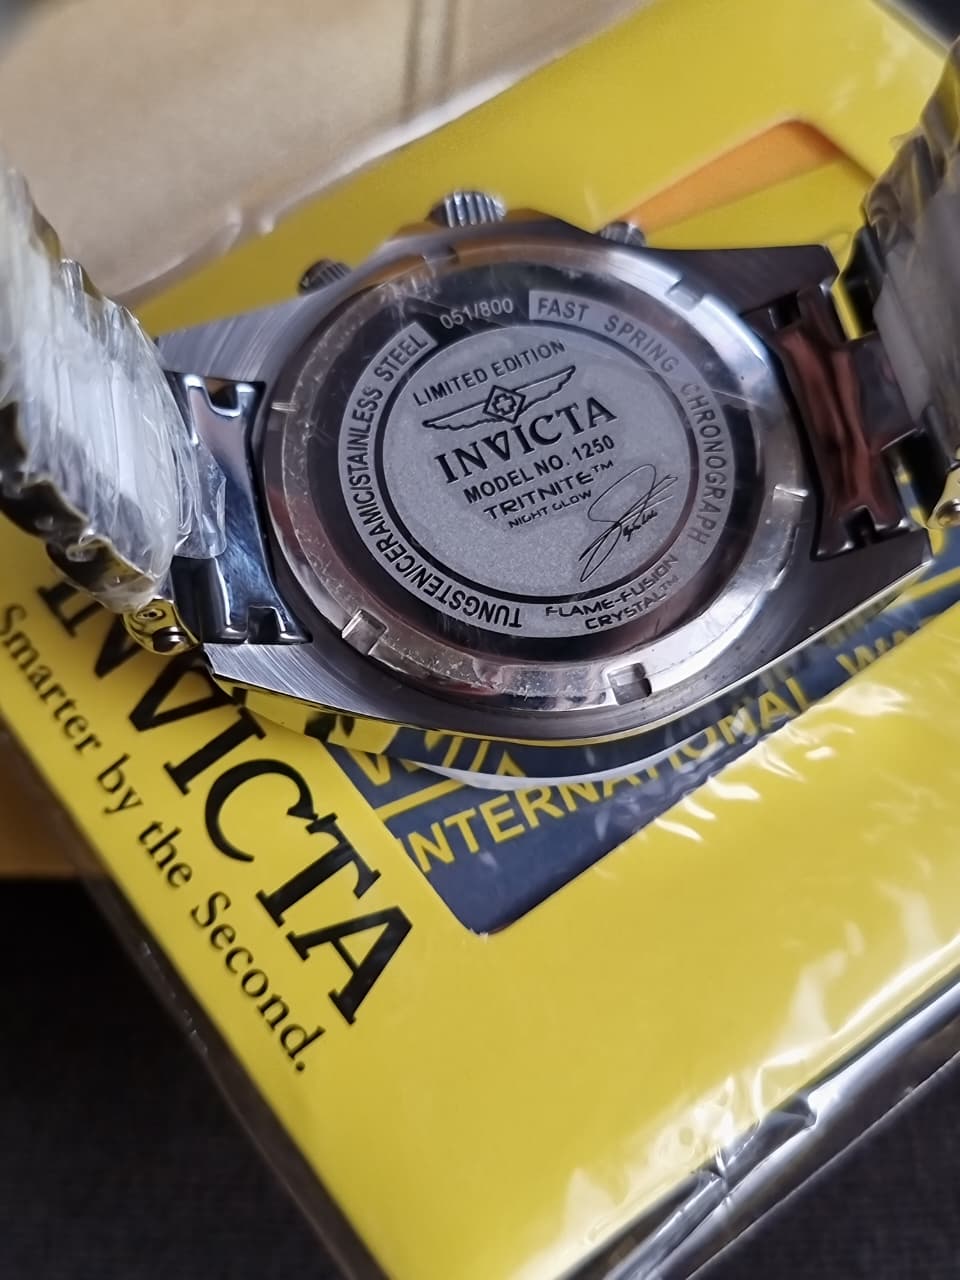 051/800
FAST SPRING CHRONOGRAPH
FLAME-FUSION
CRYSTAL™
TUNGSTEN/CERAMIC/STAINLESS STEEL
LIMITED EDITION
INVICTA
MODEL NO. 1250
TRITNITE™
NIGHT GLOW
INVICTA
Smarter by the Second.
INTERNATIONAL